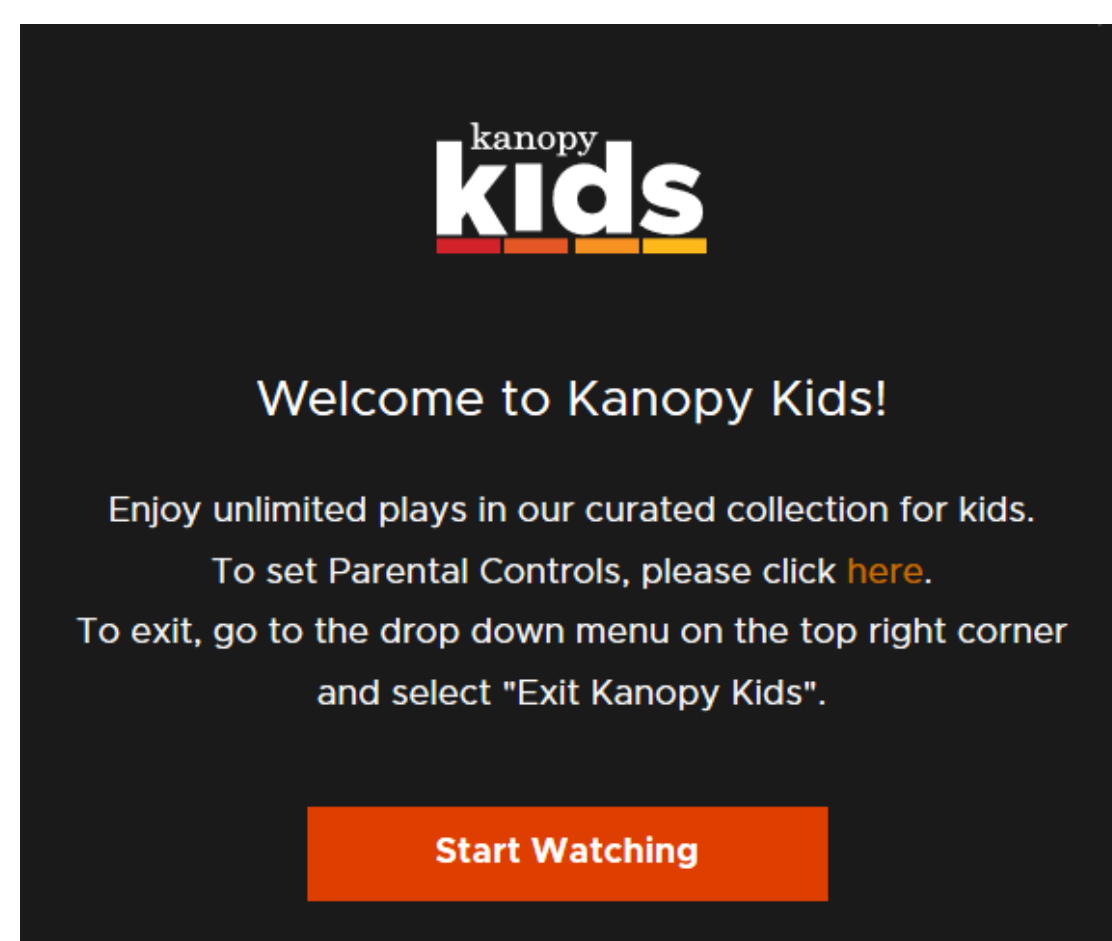 kanopy
kids
Welcome to Kanopy Kids!
Enjoy unlimited plays in our curated collection for kids.
To set Parental Controls, please click here.
To exit, go to the drop down menu on the top right corner
and select "Exit Kanopy Kids".
Start Watching